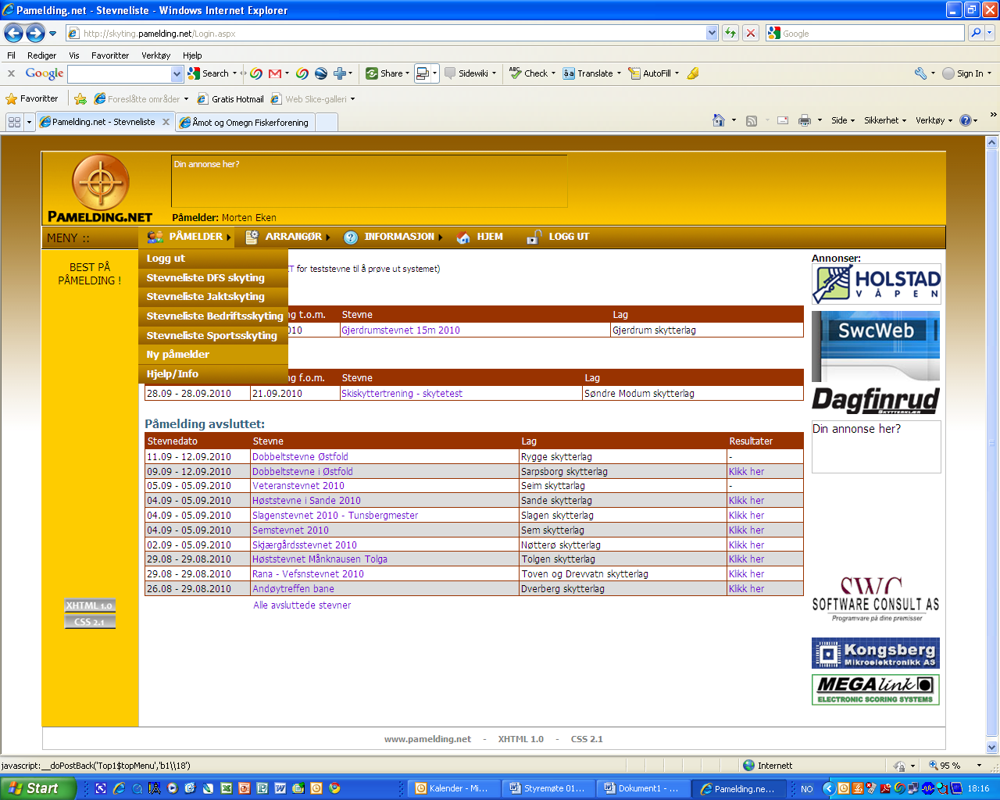 Pamelding.net - Stevneliste - Windows Internet Explorer
http://skyting.pamelding.net/Login.aspx
Google
Fil Rediger Vis Favoritter Verktøy Hjelp
Google Search Share Sidewiki Check Translate AutoFill Sign In
Favoritter Foreslåtte områder Gratis Hotmail Web Slice-galleri
Pamelding.net - Stevneliste Åmot og Omegn Fiskerforening Side Sikkerhet Verktøy
Din annonse her?
PAMELDING.NET
Påmelder: Morten Eken
MENY :: PÅMELDER ARRANGØR INFORMASJON HJEM LOGG UT
BEST PÅ
PÅMELDING !
Logg ut
Stevneliste DFS skyting
Stevneliste Jaktskyting
Stevneliste Bedriftsskyting
Stevneliste Sportsskyting
Ny påmelder
Hjelp/Info
ET for teststevne til å prøve ut systemet)
ng t.o.m. Stevne Lag
010 Gjerdrumstevnet 15m 2010 Gjerdrum skytterlag
ng f.o.m. Stevne Lag
28.09 - 28.09.2010 21.09.2010 Skiskyttertrening - skytetest Søndre Modum skytterlag
Påmelding avsluttet:
Stevnedato Stevne Lag Resultater
11.09 - 12.09.2010 Dobbeltstevne Østfold Rygge skytterlag -
09.09 - 12.09.2010 Dobbeltstevne i Østfold Sarpsborg skytterlag Klikk her
05.09 - 05.09.2010 Veteranstevnet 2010 Seim skyttarlag -
04.09 - 05.09.2010 Høststevne i Sande 2010 Sande skytterlag Klikk her
04.09 - 05.09.2010 Slagenstevnet 2010 - Tunsbergmester Slagen skytterlag Klikk her
04.09 - 05.09.2010 Semstevnet 2010 Sem skytterlag Klikk her
02.09 - 05.09.2010 Skjærgårdsstevnet 2010 Nøtterø skytterlag Klikk her
29.08 - 29.08.2010 Høststevnet Månknausen Tolga Tolgen skytterlag Klikk her
29.08 - 29.08.2010 Rana - Vefsnstevnet 2010 Toven og Drevvatn skytterlag Klikk her
26.08 - 29.08.2010 Andøytreffen bane Dverberg skytterlag Klikk her
Alle avsluttede stevner
XHTML 1.0
CSS 2.1
Annonser:
HOLSTAD
VÅPEN
SwcWeb
Dagfinrud
SKYTTERKLÆR
Din annonse her?
SWC
SOFTWARE CONSULT AS
Programvare på dine premisser
Kongsberg
Mikroelektronikk AS
MEGAlink
ELECTRONIC SCORING SYSTEMS
www.pamelding.net - XHTML 1.0 - CSS 2.1
javascript:__doPostBack('Top1$topMenu','b1\\18') Internett 95 %
Start Kalender - Mi... Styremøte 01... Dokument1 - ... Pamelding.ne... NO 18:16